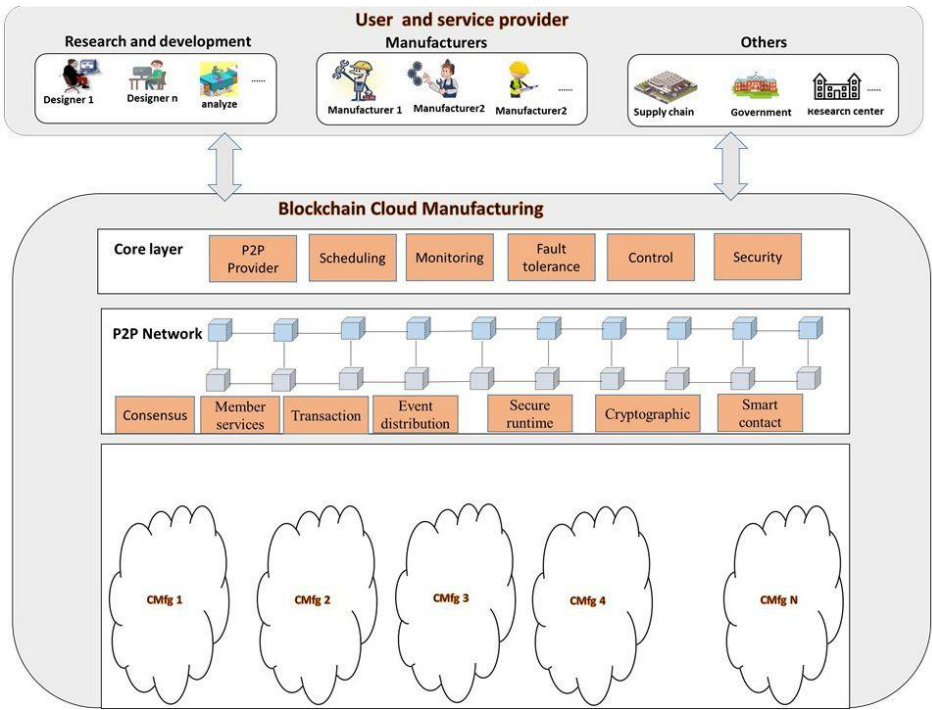 User and service provider
Research and development
Manufacturers
Others
Designer 1
Designer n
analyze
......
Manufacturer 1
Manufacturer2
Manufacturer2
......
Supply chain
Government
Research center
......
Blockchain Cloud Manufacturing
Core layer
P2P
Provider
Scheduling
Monitoring
Fault
tolerance
Control
Security
P2P Network
Consensus
Member
services
Transaction
Event
distribution
Secure
runtime
Cryptographic
Smart
contact
CMfg 1
CMfg 2
CMfg 3
CMfg 4
CMfg N